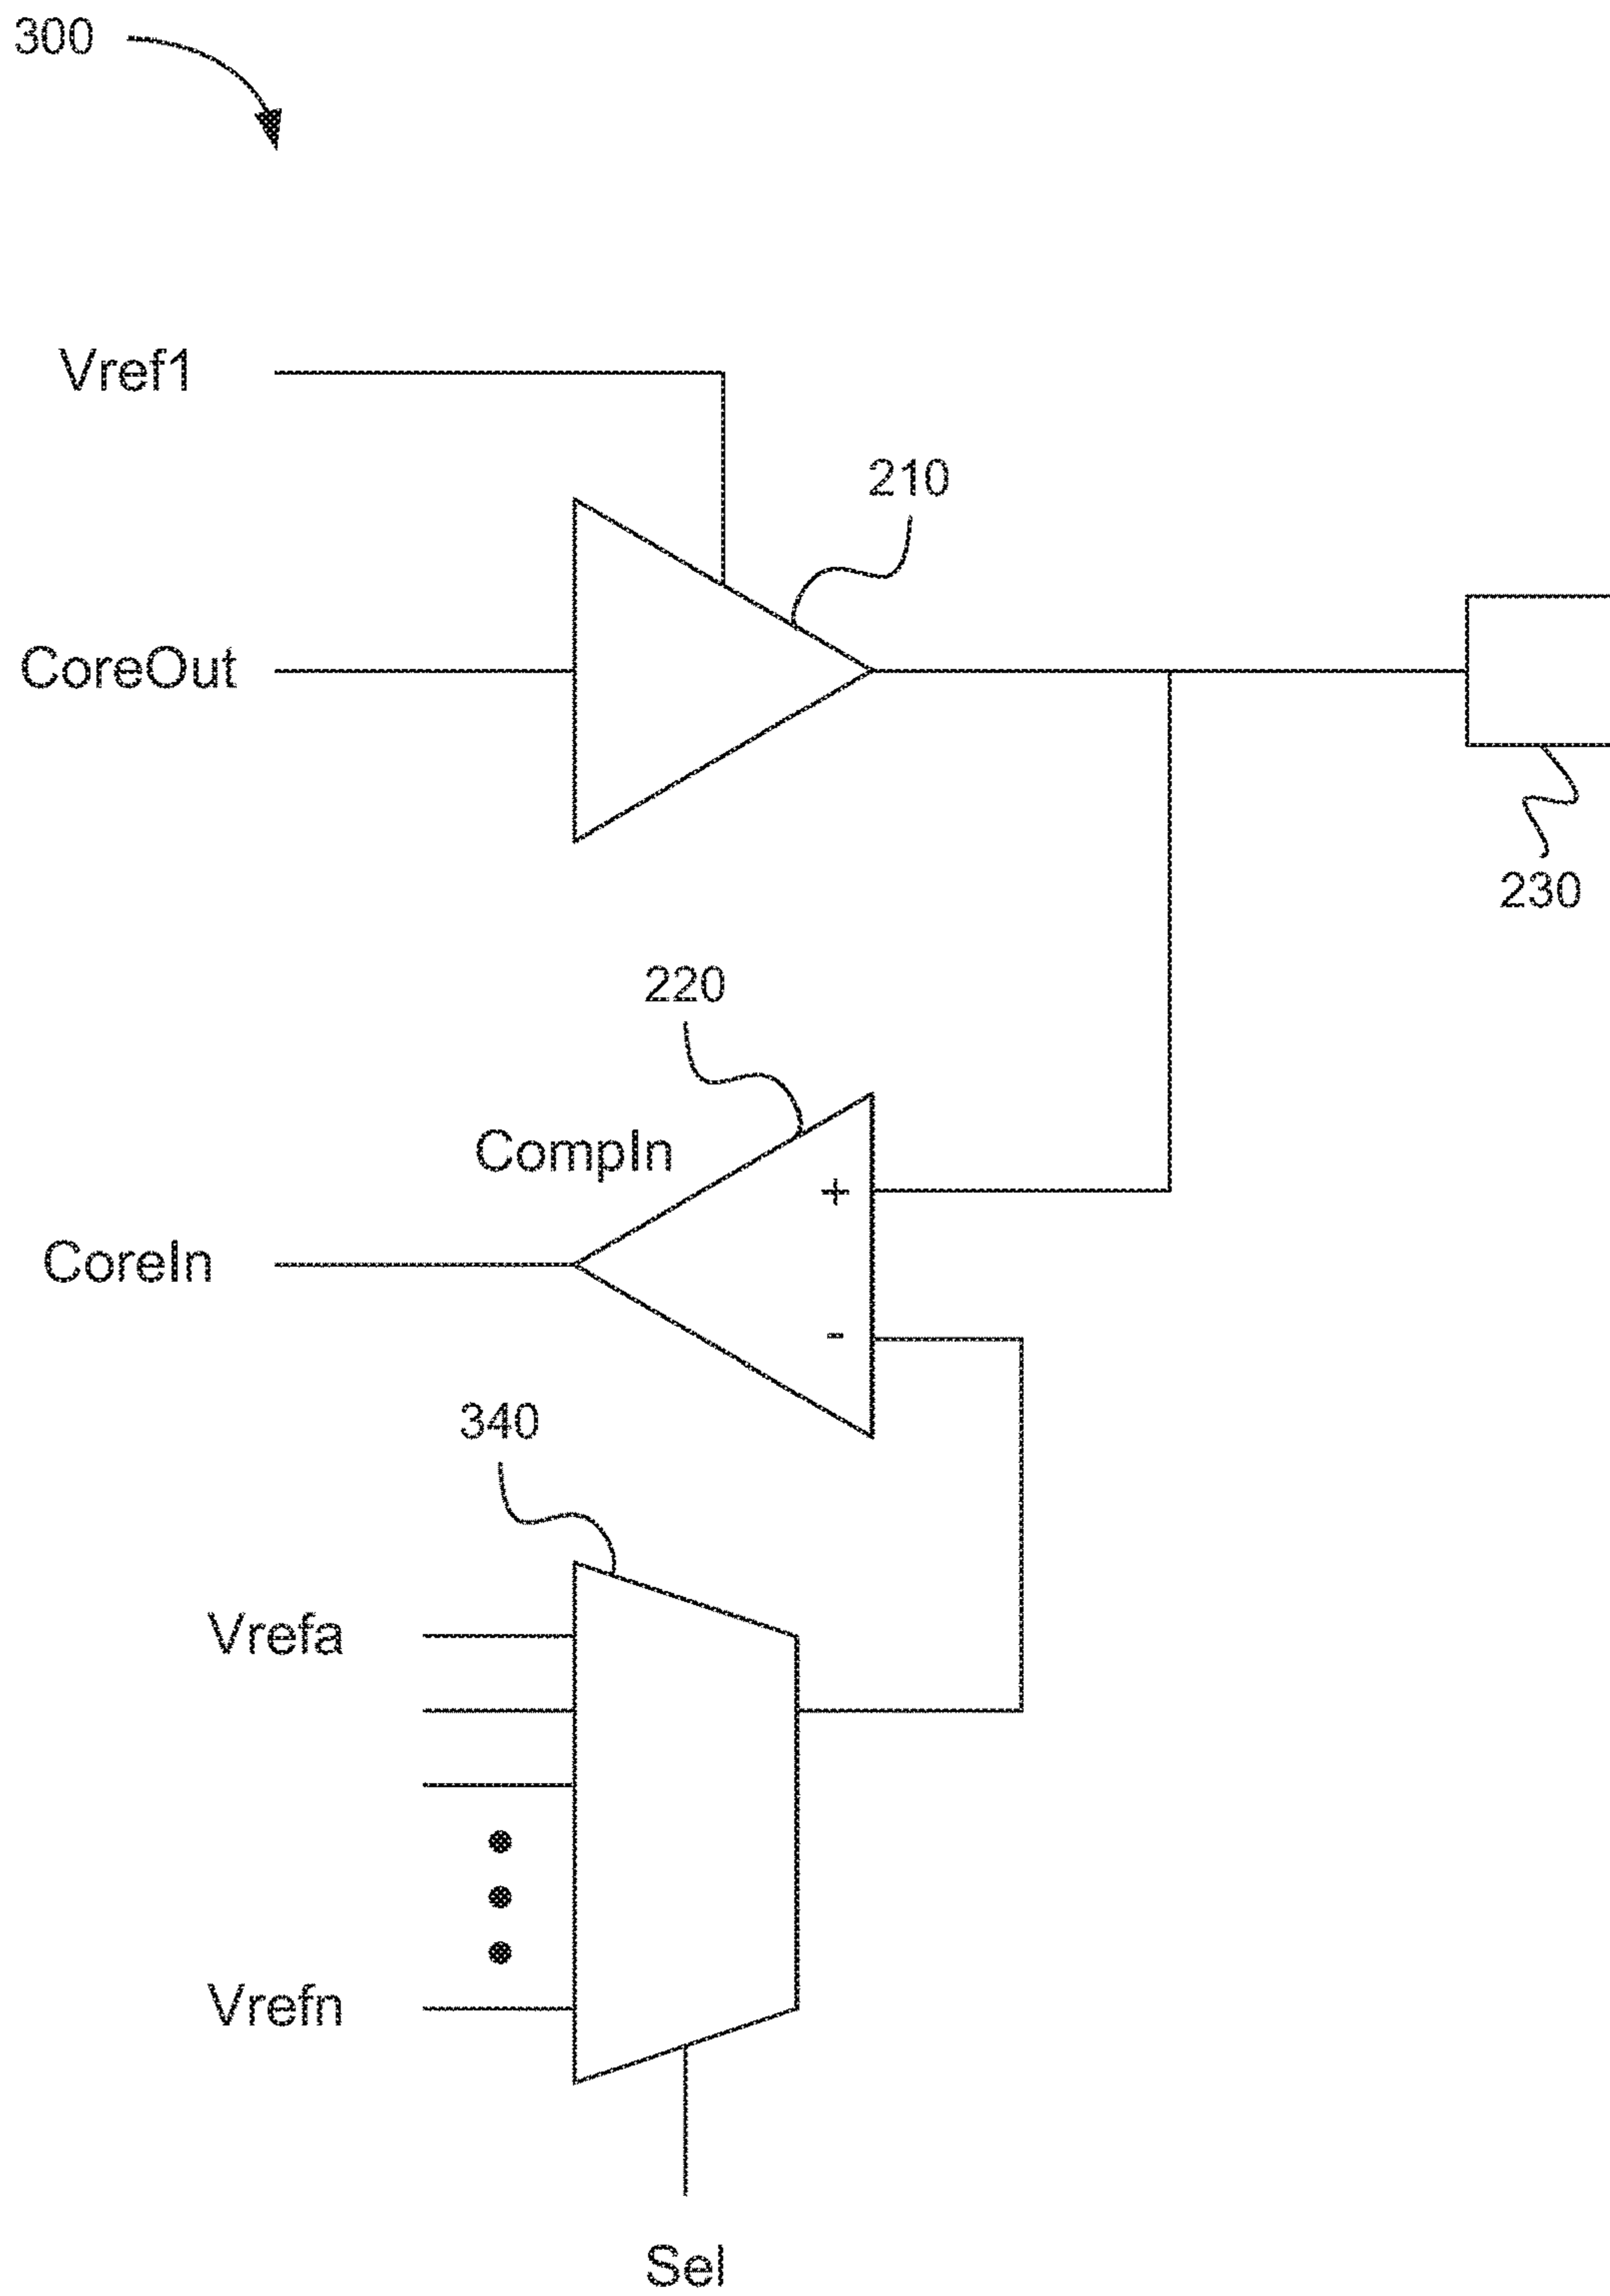 300
Vref1
210
CoreOut
230
220
CompIn
+
CoreIn
-
340
Vrefa
Vrefn
Sel